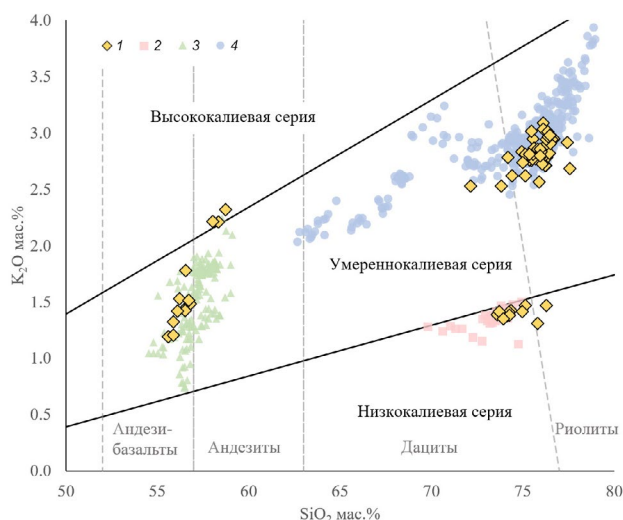 4.0
1 2 3 4
3.5
Высококалиевая серия
3.0
2.5
K₂O мас.%
2.0
Умереннокалиевая серия
1.5
1.0
0.5
Низкокалиевая серия
Андези-
базальты
Андезиты
Дациты
Риолиты
0.0
50 55 60 65 70 75 80
SiO₂ мас.%